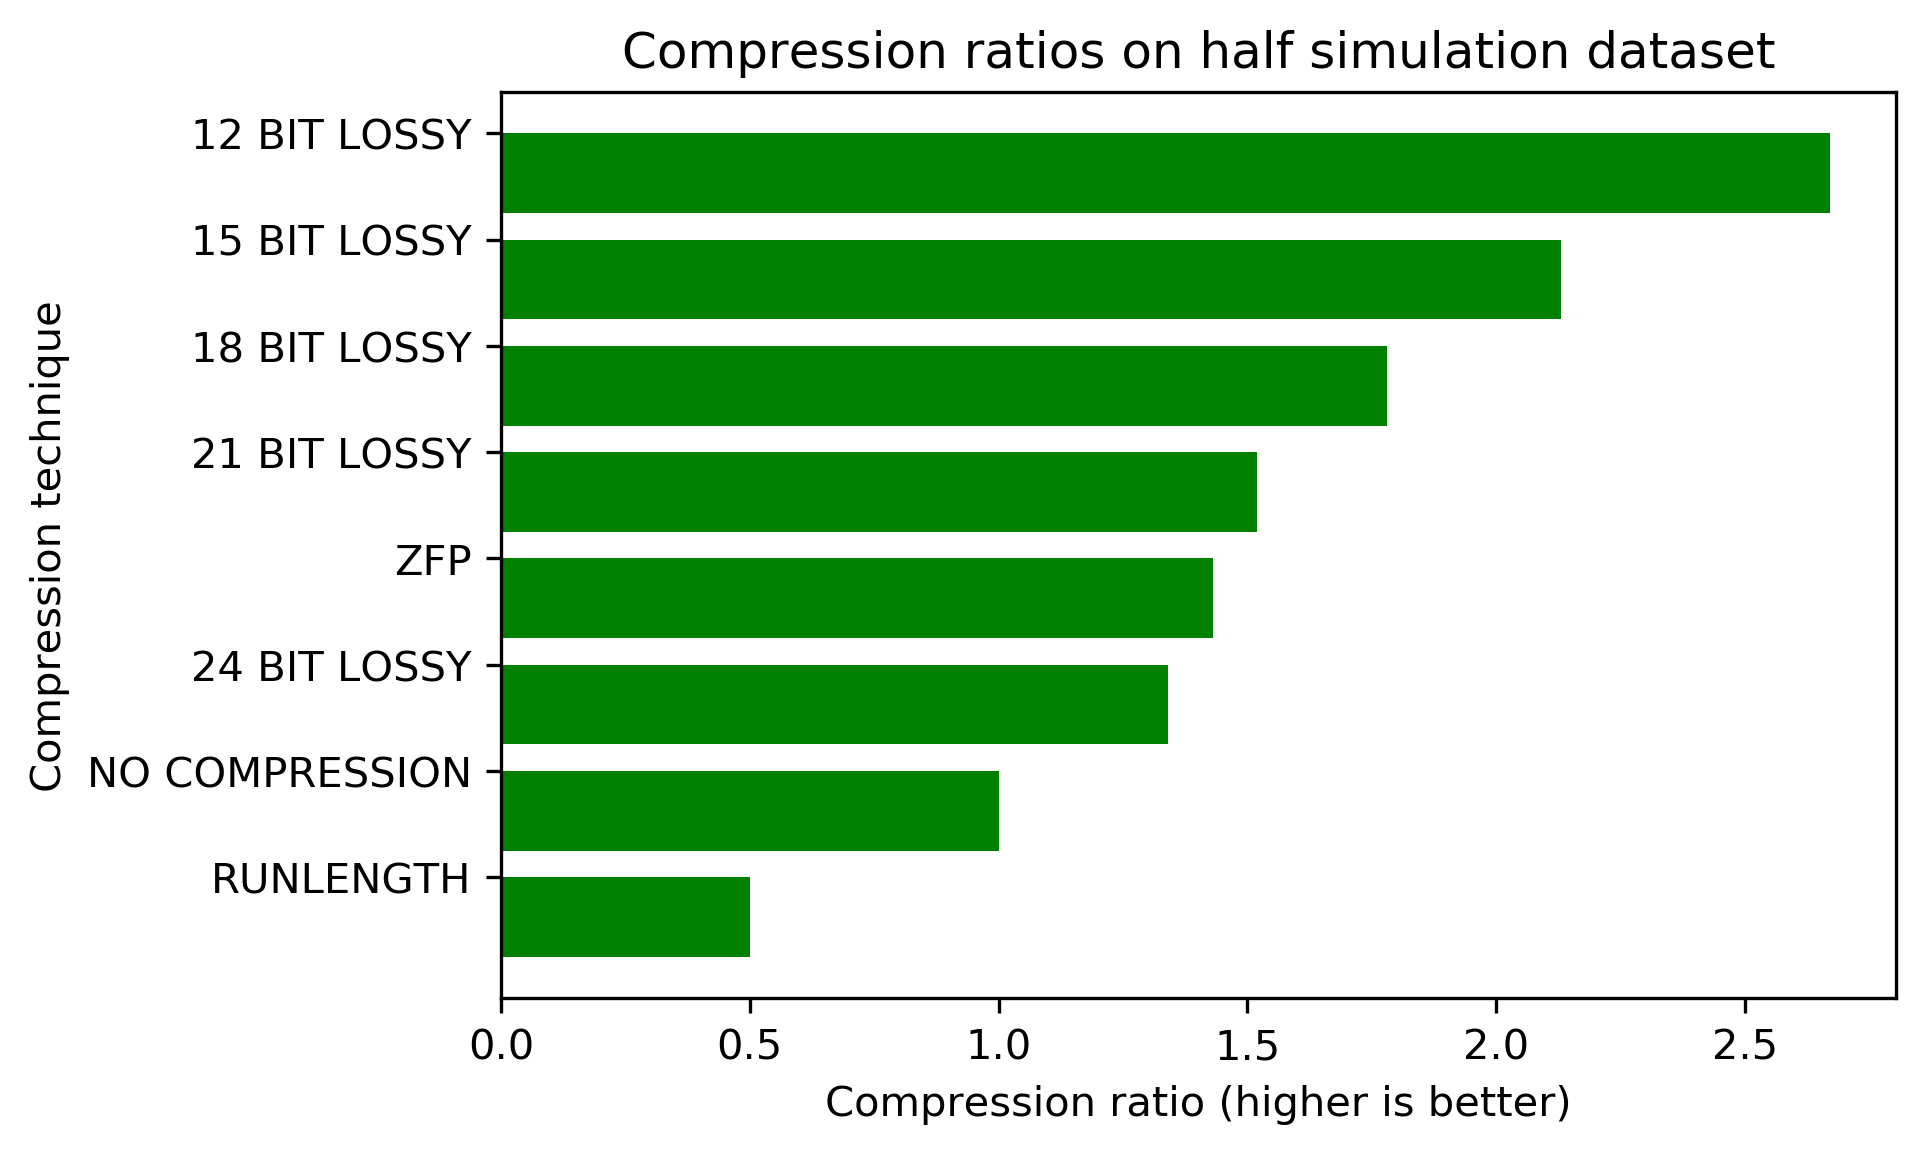 Compression ratios on half simulation dataset
12 BIT LOSSY
15 BIT LOSSY
18 BIT LOSSY
21 BIT LOSSY
ZFP
24 BIT LOSSY
NO COMPRESSION
RUNLENGTH
Compression technique
0.0 0.5 1.0 1.5 2.0 2.5
Compression ratio (higher is better)